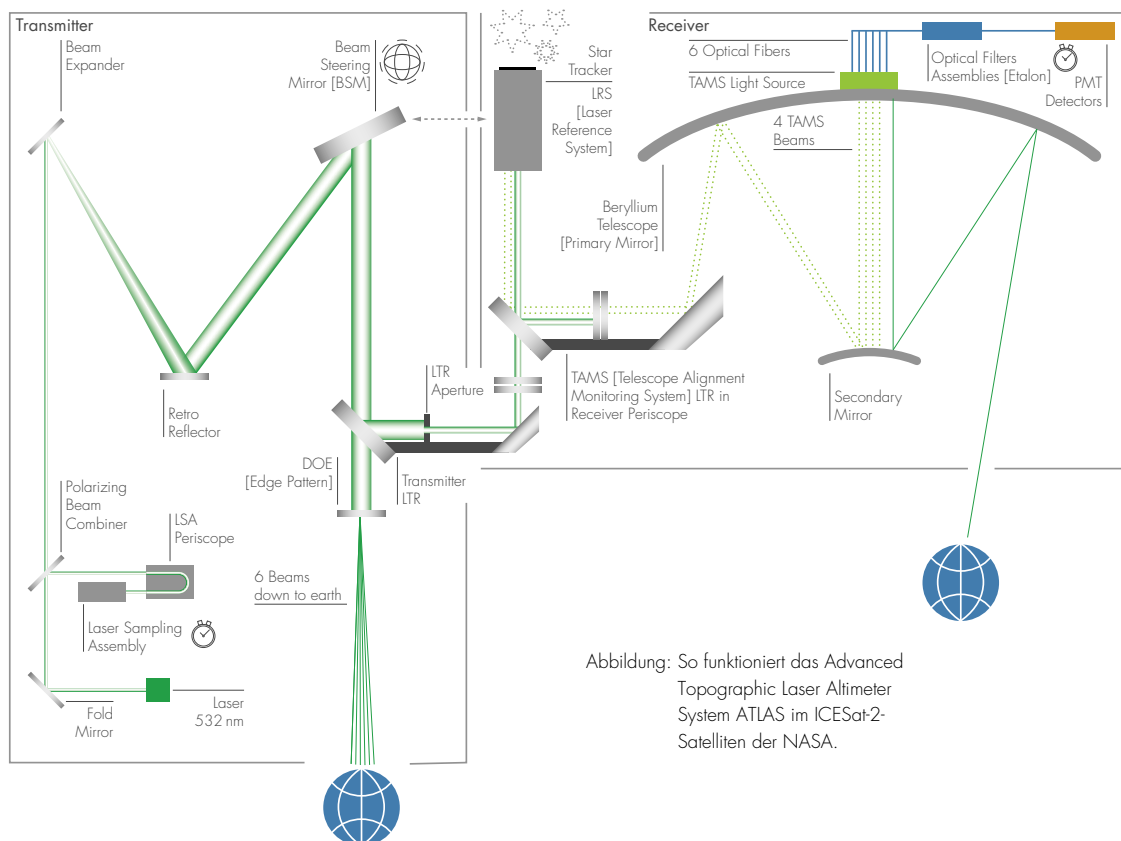 Transmitter
Beam
Expander
Beam
Steering
Mirror [BSM]
Star
Tracker
LRS
[Laser
Reference
System]
Receiver
6 Optical Fibers
TAMS Light Source
Optical Filters
Assemblies [Etalon]
PMT
Detectors
4 TAMS
Beams
Beryllium
Telescope
[Primary Mirror]
Retro
Reflector
LTR
Aperture
TAMS [Telescope Alignment
Monitoring System] LTR in
Receiver Periscope
Secondary
Mirror
DOE
[Edge Pattern]
Transmitter
LTR
Polarizing
Beam
Combiner
LSA
Periscope
6 Beams
down to earth
Laser Sampling
Assembly
Fold
Mirror
Laser
532 nm
Abbildung: So funktioniert das Advanced
Topographic Laser Altimeter
System ATLAS im ICESat-2-
Satelliten der NASA.